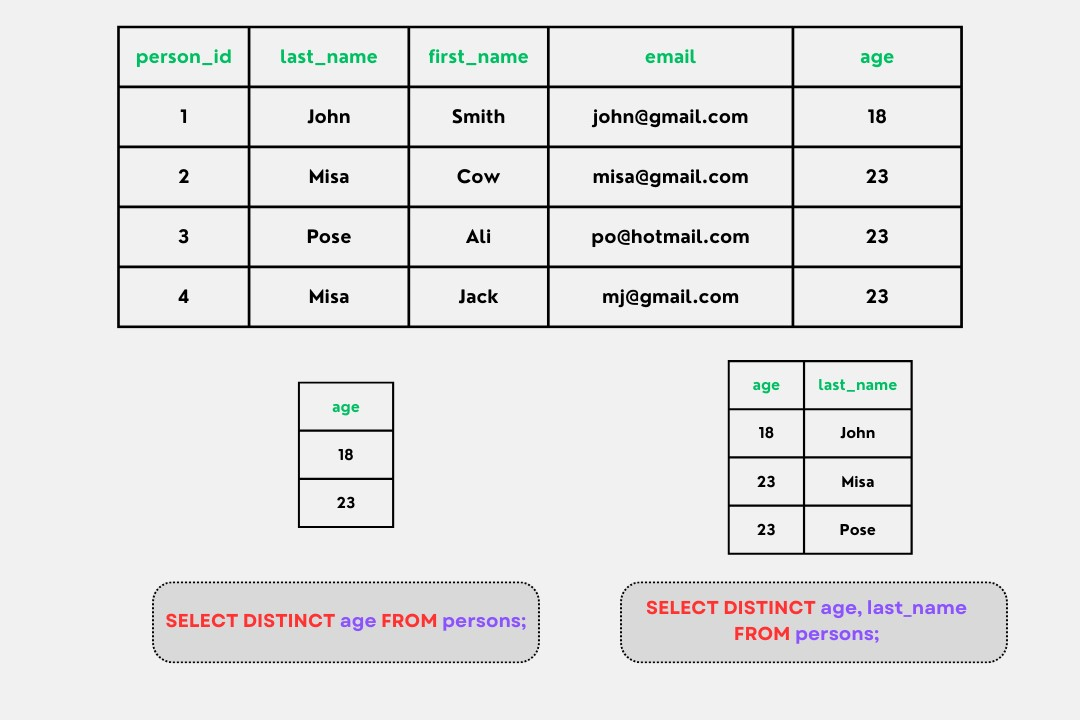 person_id last_name first_name email age
1 John Smith john@gmail.com 18
2 Misa Cow misa@gmail.com 23
3 Pose Ali po@hotmail.com 23
4 Misa Jack mj@gmail.com 23
age
18
23
SELECT DISTINCT age FROM persons;
age last_name
18 John
23 Misa
23 Pose
SELECT DISTINCT age, last_name
FROM persons;